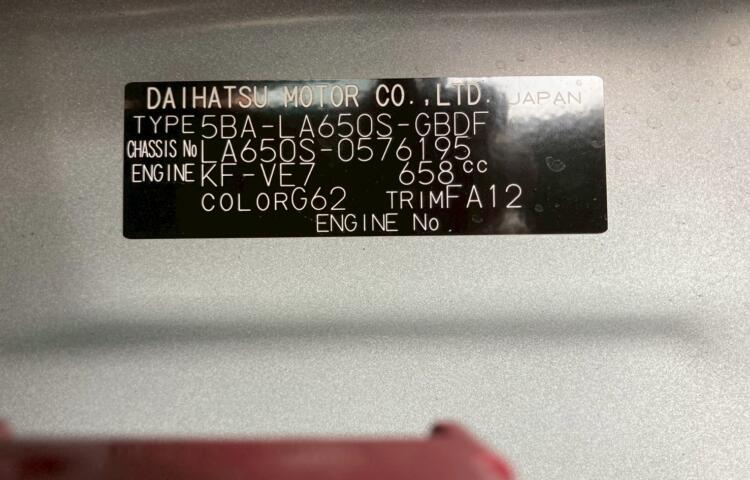 DAIHATSU MOTOR CO.,LTD. JAPAN
TYPE 5BA-LA650S-GBDF
CHASSIS No LA650S-0576195
ENGINE KF-VE7 658cc
COLOR G62 TRIM FA12
ENGINE No.